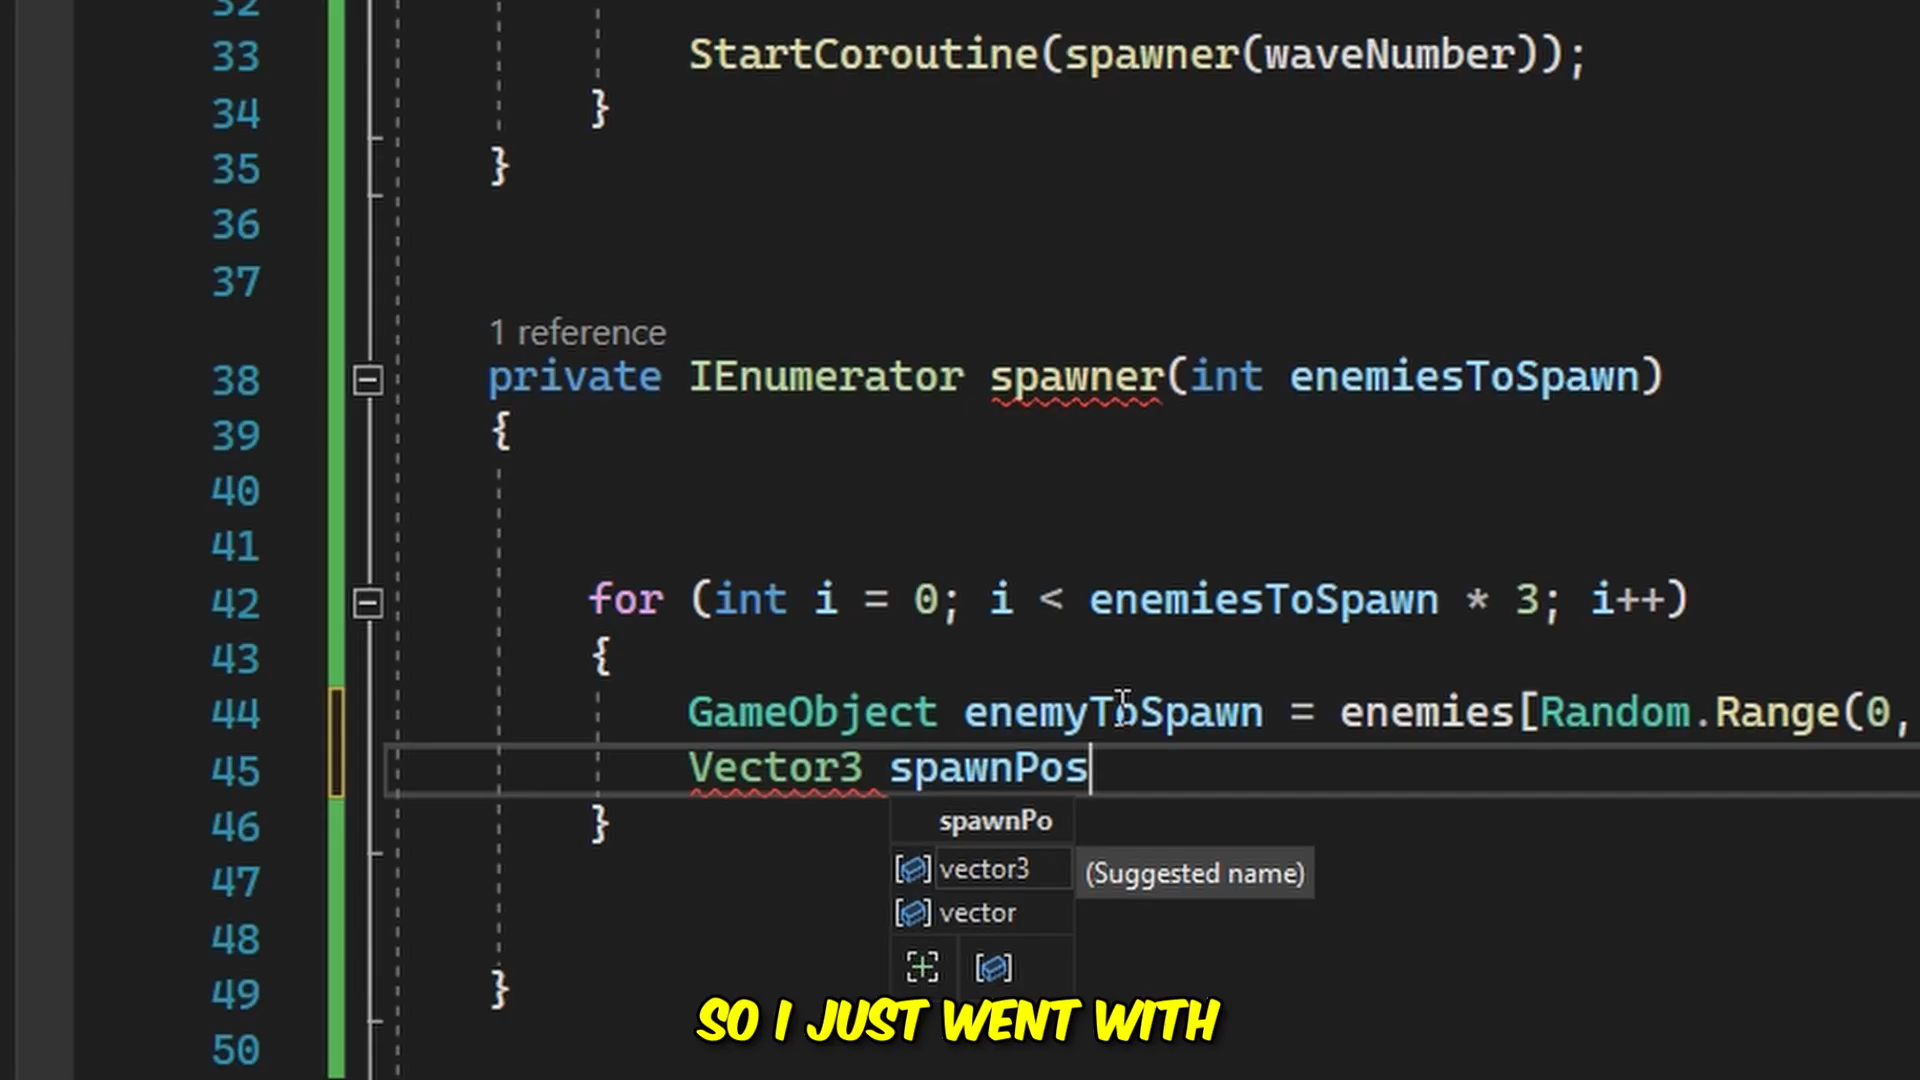 32
33 StartCoroutine(spawner(waveNumber));
34 }
35 }
36
37
1 reference
38 private IEnumerator spawner(int enemiesToSpawn)
39 {
40
41
42 for (int i = 0; i < enemiesToSpawn * 3; i++)
43 {
44 GameObject enemyToSpawn = enemies[Random.Range(0,
45 Vector3 spawnPos
46 }
spawnPo
47 vector3 (Suggested name)
vector
48
49 }
50
SO I JUST WENT WITH